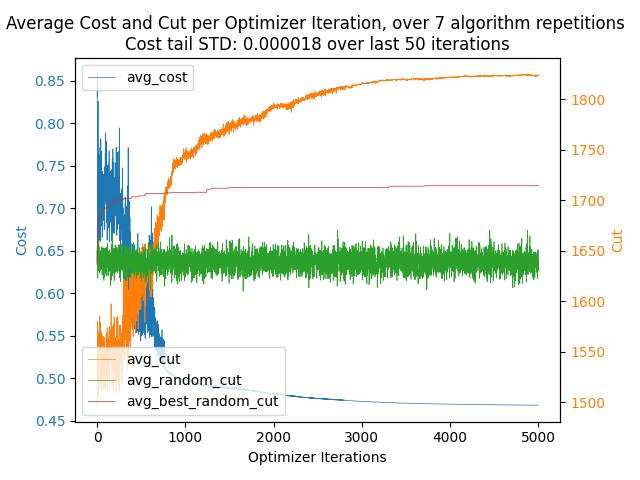 Average Cost and Cut per Optimizer Iteration, over 7 algorithm repetitions
Cost tail STD: 0.000018 over last 50 iterations
avg_cost
0.85
0.80
0.75
0.70
0.65
0.60
0.55
0.50
0.45
Cost
1800
1750
1700
1650
1600
1550
1500
Cut
avg_cut
avg_random_cut
avg_best_random_cut
0
1000
2000
3000
4000
5000
Optimizer Iterations